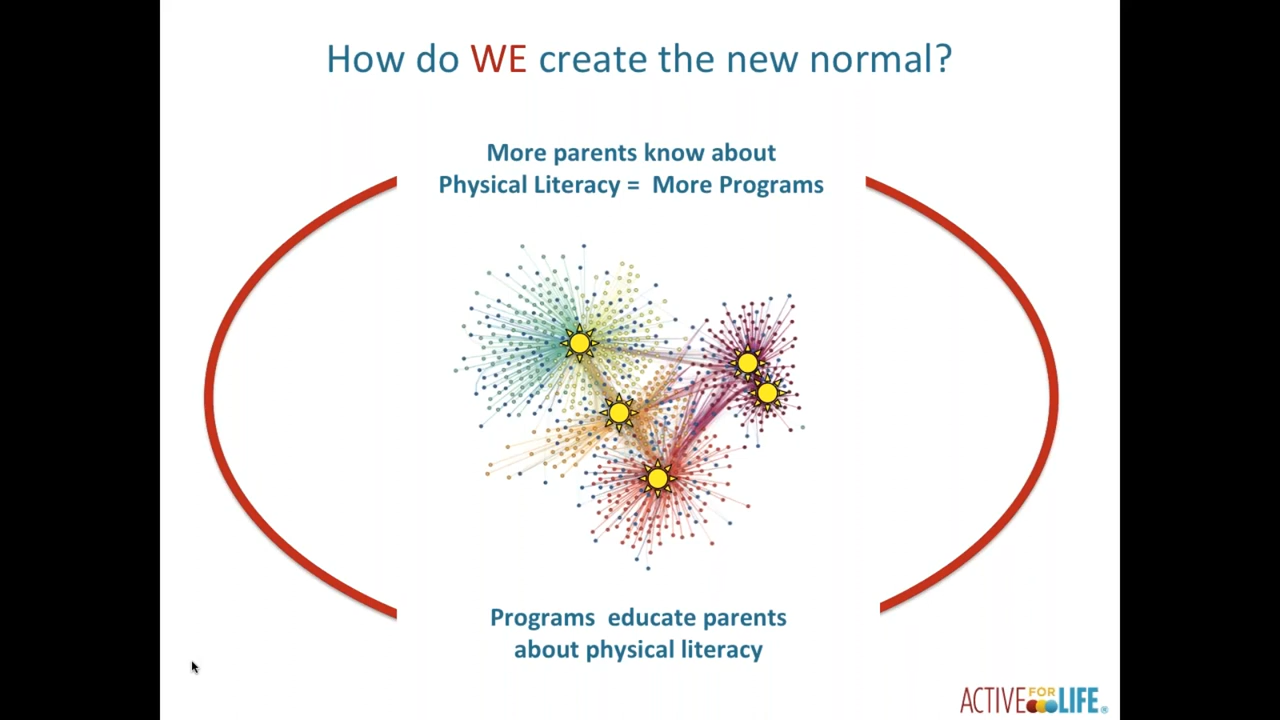 How do WE create the new normal?
More parents know about
Physical Literacy = More Programs
Programs educate parents
about physical literacy
ACTIVE FOR LIFE®